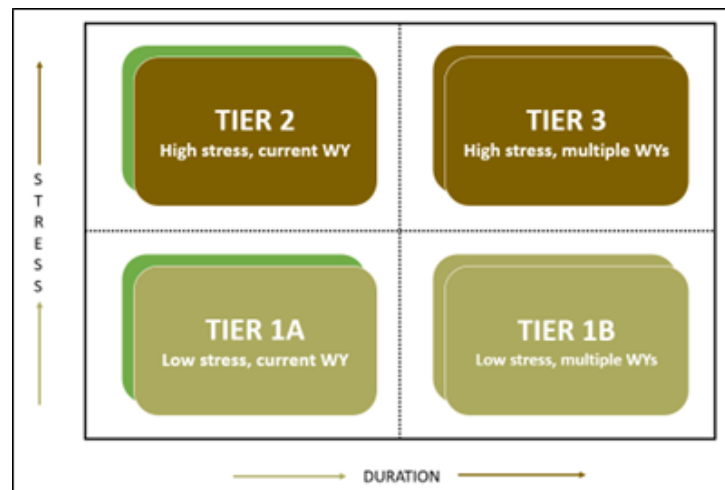 TIER 2
High stress, current WY
TIER 3
High stress, multiple WYs
STRESS
TIER 1A
Low stress, current WY
TIER 1B
Low stress, multiple WYs
DURATION